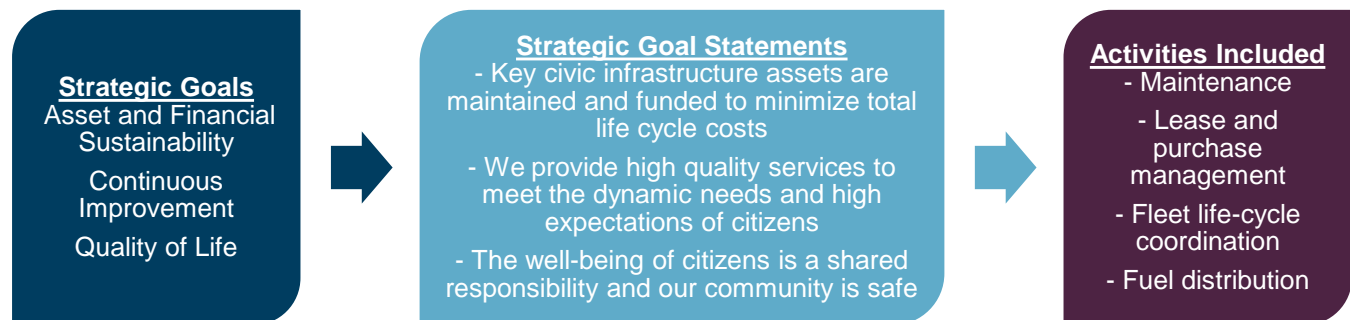 Strategic Goals
Asset and Financial
Sustainability
Continuous
Improvement
Quality of Life
Strategic Goal Statements
- Key civic infrastructure assets are
maintained and funded to minimize total
life cycle costs
- We provide high quality services to
meet the dynamic needs and high
expectations of citizens
- The well-being of citizens is a shared
responsibility and our community is safe
Activities Included
- Maintenance
- Lease and
purchase
management
- Fleet life-cycle
coordination
- Fuel distribution